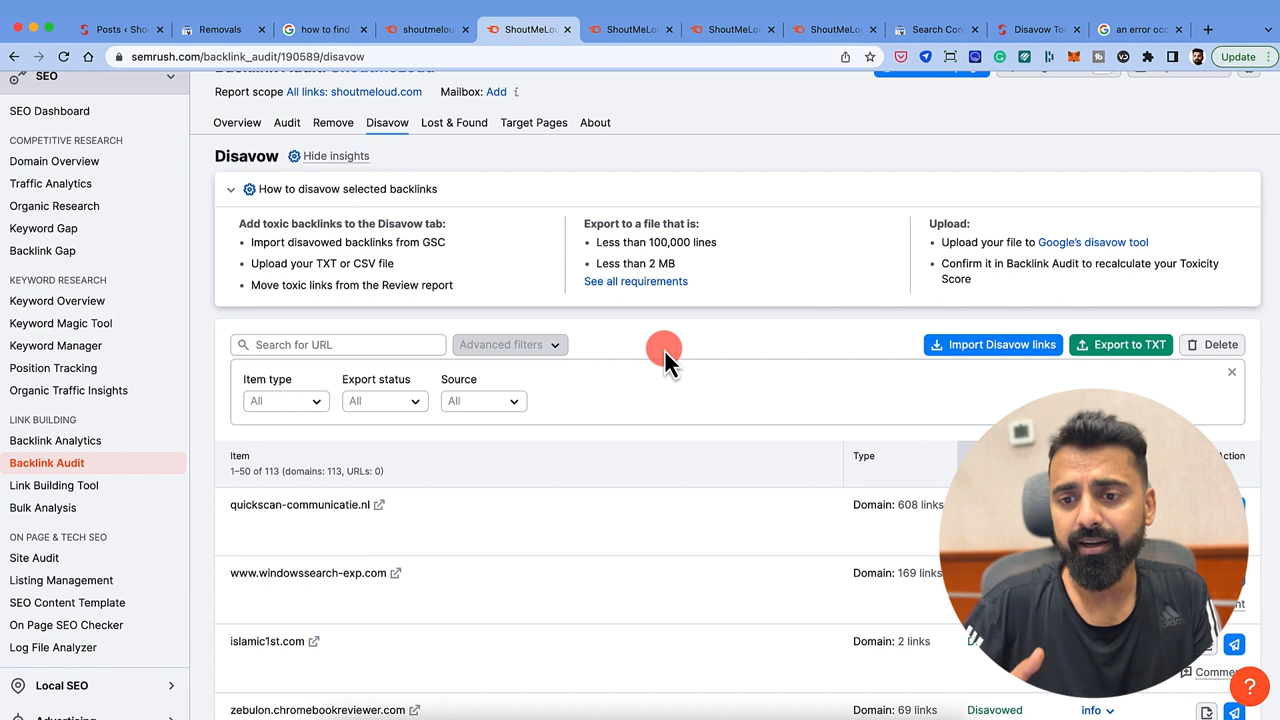 Posts ‹ Shou
Removals
how to find
shoutmelou
ShoutMeLou
ShoutMeLou
ShoutMeLou
ShoutMeLou
Search Con
Disavow Too
an error occ
semrush.com/backlink_audit/190589/disavow
Update
SEO
Report scope All links: shoutmeloud.com Mailbox: Add i
SEO Dashboard
Overview Audit Remove Disavow Lost & Found Target Pages About
COMPETITIVE RESEARCH
Domain Overview
Traffic Analytics
Organic Research
Keyword Gap
Backlink Gap
KEYWORD RESEARCH
Keyword Overview
Keyword Magic Tool
Keyword Manager
Position Tracking
Organic Traffic Insights
LINK BUILDING
Backlink Analytics
Backlink Audit
Link Building Tool
Bulk Analysis
ON PAGE & TECH SEO
Site Audit
Listing Management
SEO Content Template
On Page SEO Checker
Log File Analyzer
Local SEO
Advertising
Disavow Hide insights
How to disavow selected backlinks
Add toxic backlinks to the Disavow tab:
• Import disavowed backlinks from GSC
• Upload your TXT or CSV file
• Move toxic links from the Review report
Export to a file that is:
• Less than 100,000 lines
• Less than 2 MB
See all requirements
Upload:
• Upload your file to Google's disavow tool
• Confirm it in Backlink Audit to recalculate your Toxicity
Score
Search for URL Advanced filters Import Disavow links Export to TXT Delete
Item type Export status Source
All All All
Item Type Action
1–50 of 113 (domains: 113, URLs: 0)
quickscan-communicatie.nl Domain: 608 links
www.windowssearch-exp.com Domain: 169 links
islamic1st.com Domain: 2 links
Comme
zebulon.chromebookreviewer.com Domain: 69 links Disavowed info
?